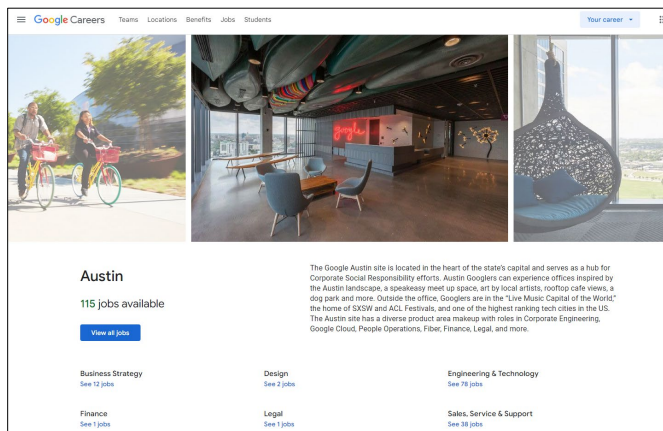 Google Careers Teams Locations Benefits Jobs Students
Your career
google
Austin
115 jobs available
View all jobs
The Google Austin site is located in the heart of the state's capital and serves as a hub for
Corporate Social Responsibility efforts. Austin Googlers can experience offices inspired by
the Austin landscape, a speakeasy meet up space, art by local artists, rooftop cafe views, a
dog park and more. Outside the office, Googlers are in the "Live Music Capital of the World,"
the home of SXSW and ACL Festivals, and one of the highest ranking tech cities in the US.
The Austin site has a diverse product area makeup with roles in Corporate Engineering,
Google Cloud, People Operations, Fiber, Finance, Legal, and more.
Business Strategy
See 12 jobs
Design
See 2 jobs
Engineering & Technology
See 78 jobs
Finance
See 1 jobs
Legal
See 1 jobs
Sales, Service & Support
See 38 jobs